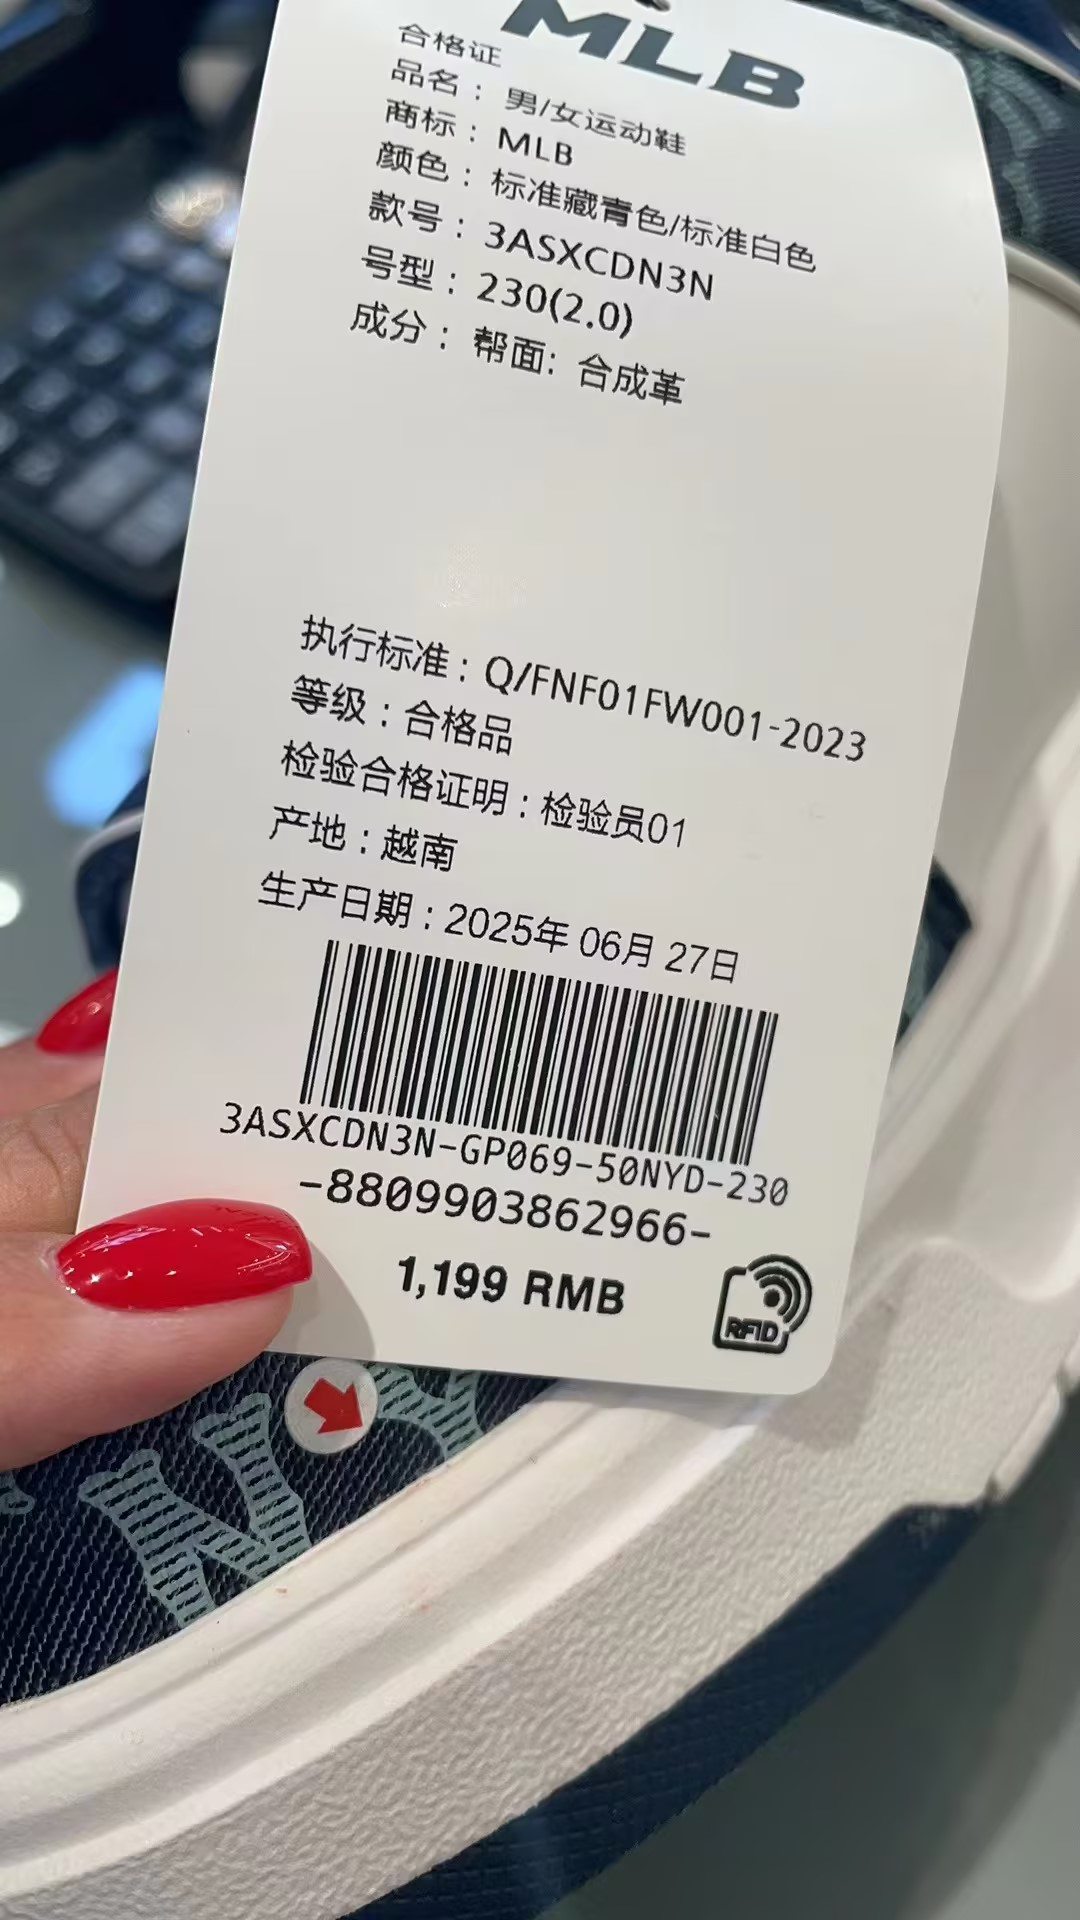 MLB
合格证
品名：男/女运动鞋
商标：MLB
颜色：标准藏青色/标准白色
款号：3ASXCDN3N
号型：230(2.0)
成分：帮面: 合成革
执行标准：Q/FNF01FW001-2023
等级：合格品
检验合格证明：检验员01
产地：越南
生产日期：2025年 06月 27日
3ASXCDN3N-GP069-50NYD-230
-8809903862966-
1,199 RMB
RFID
NY